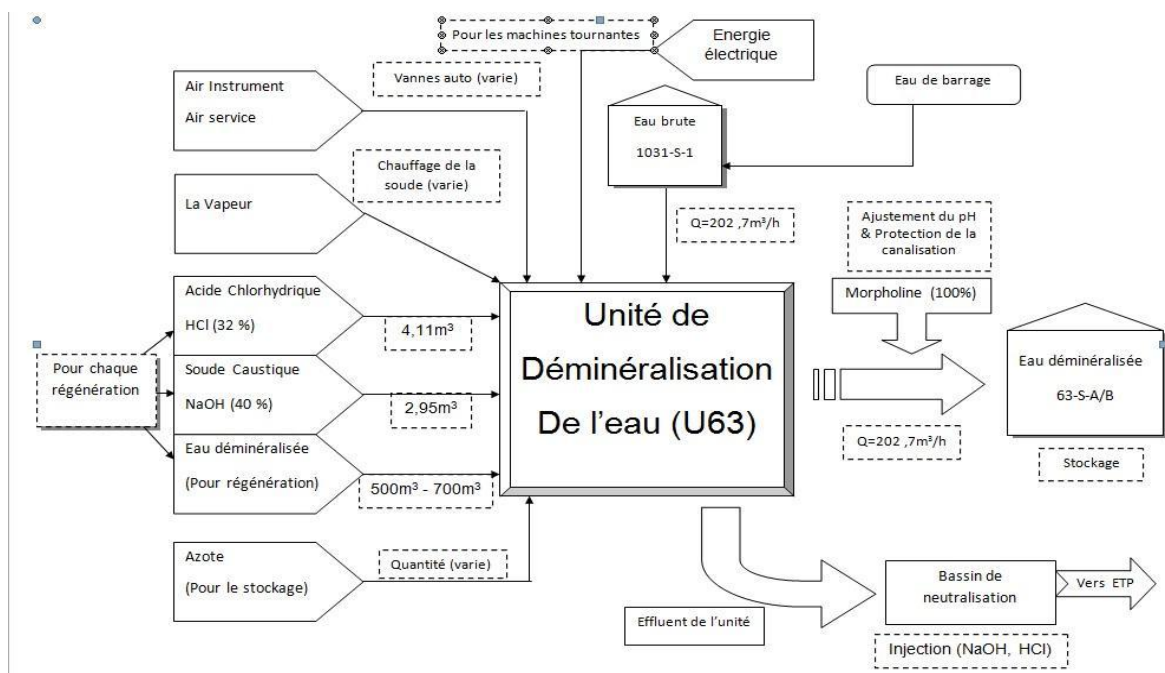 Pour les machines tournantes
Energie
électrique
Vannes auto (varie)
Air Instrument
Air service
Eau de barrage
Eau brute
1031-S-1
Chauffage de la
soude (varie)
La Vapeur
Q=202 ,7m³/h
Ajustement du pH
& Protection de la
canalisation
Morpholine (100%)
Acide Chlorhydrique
HCl (32 %)
4,11m³
Pour chaque
régénération
Soude Caustique
NaOH (40 %)
2,95m³
Eau déminéralisée
(Pour régénération)
500m³ - 700m³
Unité de
Déminéralisation
De l’eau (U63)
Eau déminéralisée
63-S-A/B
Q=202 ,7m³/h
Stockage
Azote
(Pour le stockage)
Quantité (varie)
Effluent de l’unité
Bassin de
neutralisation
Vers ETP
Injection (NaOH, HCl)